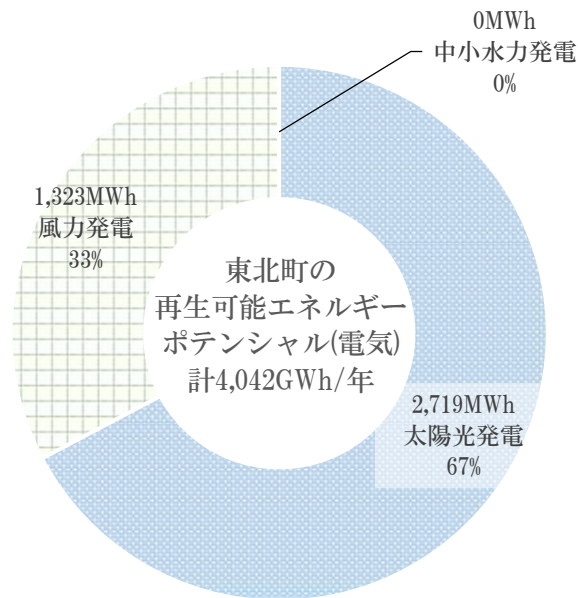 0MWh
中小水力発電
0%
1,323MWh
風力発電
33%
東北町の
再生可能エネルギー
ポテンシャル(電気)
計4,042GWh/年
2,719MWh
太陽光発電
67%